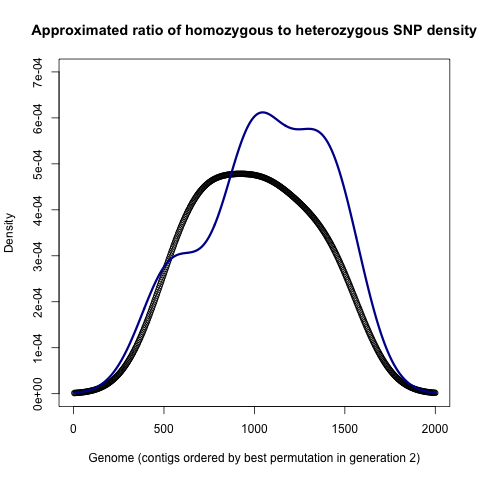 Approximated ratio of homozygous to heterozygous SNP density
Density
7e-04
6e-04
5e-04
4e-04
3e-04
2e-04
1e-04
0e+00
0 500 1000 1500 2000
Genome (contigs ordered by best permutation in generation 2)